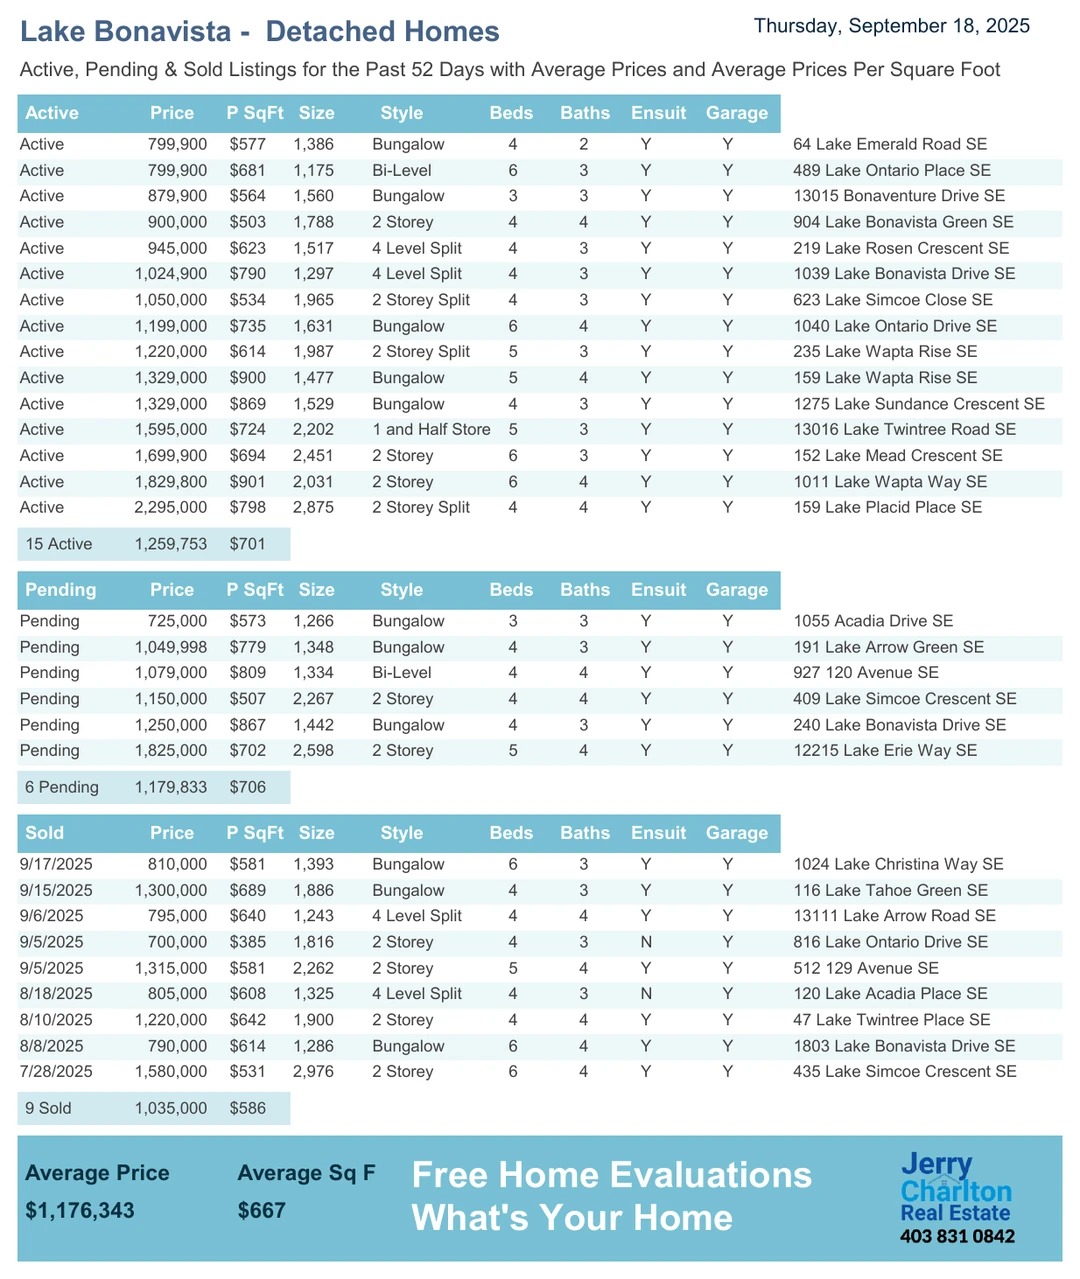 Lake Bonavista -  Detached Homes
Thursday, September 18, 2025
Active, Pending & Sold Listings for the Past 52 Days with Average Prices and Average Prices Per Square Foot
Active Price P SqFt Size Style Beds Baths Ensuit Garage
Active 799,900 $577 1,386 Bungalow 4 2 Y Y 64 Lake Emerald Road SE
Active 799,900 $681 1,175 Bi-Level 6 3 Y Y 489 Lake Ontario Place SE
Active 879,900 $564 1,560 Bungalow 3 3 Y Y 13015 Bonaventure Drive SE
Active 900,000 $503 1,788 2 Storey 4 4 Y Y 904 Lake Bonavista Green SE
Active 945,000 $623 1,517 4 Level Split 4 3 Y Y 219 Lake Rosen Crescent SE
Active 1,024,900 $790 1,297 4 Level Split 4 3 Y Y 1039 Lake Bonavista Drive SE
Active 1,050,000 $534 1,965 2 Storey Split 4 3 Y Y 623 Lake Simcoe Close SE
Active 1,199,000 $735 1,631 Bungalow 6 4 Y Y 1040 Lake Ontario Drive SE
Active 1,220,000 $614 1,987 2 Storey Split 5 3 Y Y 235 Lake Wapta Rise SE
Active 1,329,000 $900 1,477 Bungalow 5 4 Y Y 159 Lake Wapta Rise SE
Active 1,329,000 $869 1,529 Bungalow 4 3 Y Y 1275 Lake Sundance Crescent SE
Active 1,595,000 $724 2,202 1 and Half Store 5 3 Y Y 13016 Lake Twintree Road SE
Active 1,699,900 $694 2,451 2 Storey 6 3 Y Y 152 Lake Mead Crescent SE
Active 1,829,800 $901 2,031 2 Storey 6 4 Y Y 1011 Lake Wapta Way SE
Active 2,295,000 $798 2,875 2 Storey Split 4 4 Y Y 159 Lake Placid Place SE
15 Active 1,259,753 $701
Pending Price P SqFt Size Style Beds Baths Ensuit Garage
Pending 725,000 $573 1,266 Bungalow 3 3 Y Y 1055 Acadia Drive SE
Pending 1,049,998 $779 1,348 Bungalow 4 3 Y Y 191 Lake Arrow Green SE
Pending 1,079,000 $809 1,334 Bi-Level 4 4 Y Y 927 120 Avenue SE
Pending 1,150,000 $507 2,267 2 Storey 4 4 Y Y 409 Lake Simcoe Crescent SE
Pending 1,250,000 $867 1,442 Bungalow 4 3 Y Y 240 Lake Bonavista Drive SE
Pending 1,825,000 $702 2,598 2 Storey 5 4 Y Y 12215 Lake Erie Way SE
6 Pending 1,179,833 $706
Sold Price P SqFt Size Style Beds Baths Ensuit Garage
9/17/2025 810,000 $581 1,393 Bungalow 6 3 Y Y 1024 Lake Christina Way SE
9/15/2025 1,300,000 $689 1,886 Bungalow 4 3 Y Y 116 Lake Tahoe Green SE
9/6/2025 795,000 $640 1,243 4 Level Split 4 4 Y Y 13111 Lake Arrow Road SE
9/5/2025 700,000 $385 1,816 2 Storey 4 3 N Y 816 Lake Ontario Drive SE
9/5/2025 1,315,000 $581 2,262 2 Storey 5 4 Y Y 512 129 Avenue SE
8/18/2025 805,000 $608 1,325 4 Level Split 4 3 N Y 120 Lake Acadia Place SE
8/10/2025 1,220,000 $642 1,900 2 Storey 4 4 Y Y 47 Lake Twintree Place SE
8/8/2025 790,000 $614 1,286 Bungalow 6 4 Y Y 1803 Lake Bonavista Drive SE
7/28/2025 1,580,000 $531 2,976 2 Storey 6 4 Y Y 435 Lake Simcoe Crescent SE
9 Sold 1,035,000 $586
Average Price Average Sq F
$1,176,343 $667
Free Home Evaluations
What's Your Home
Jerry
Charlton
Real Estate
403 831 0842